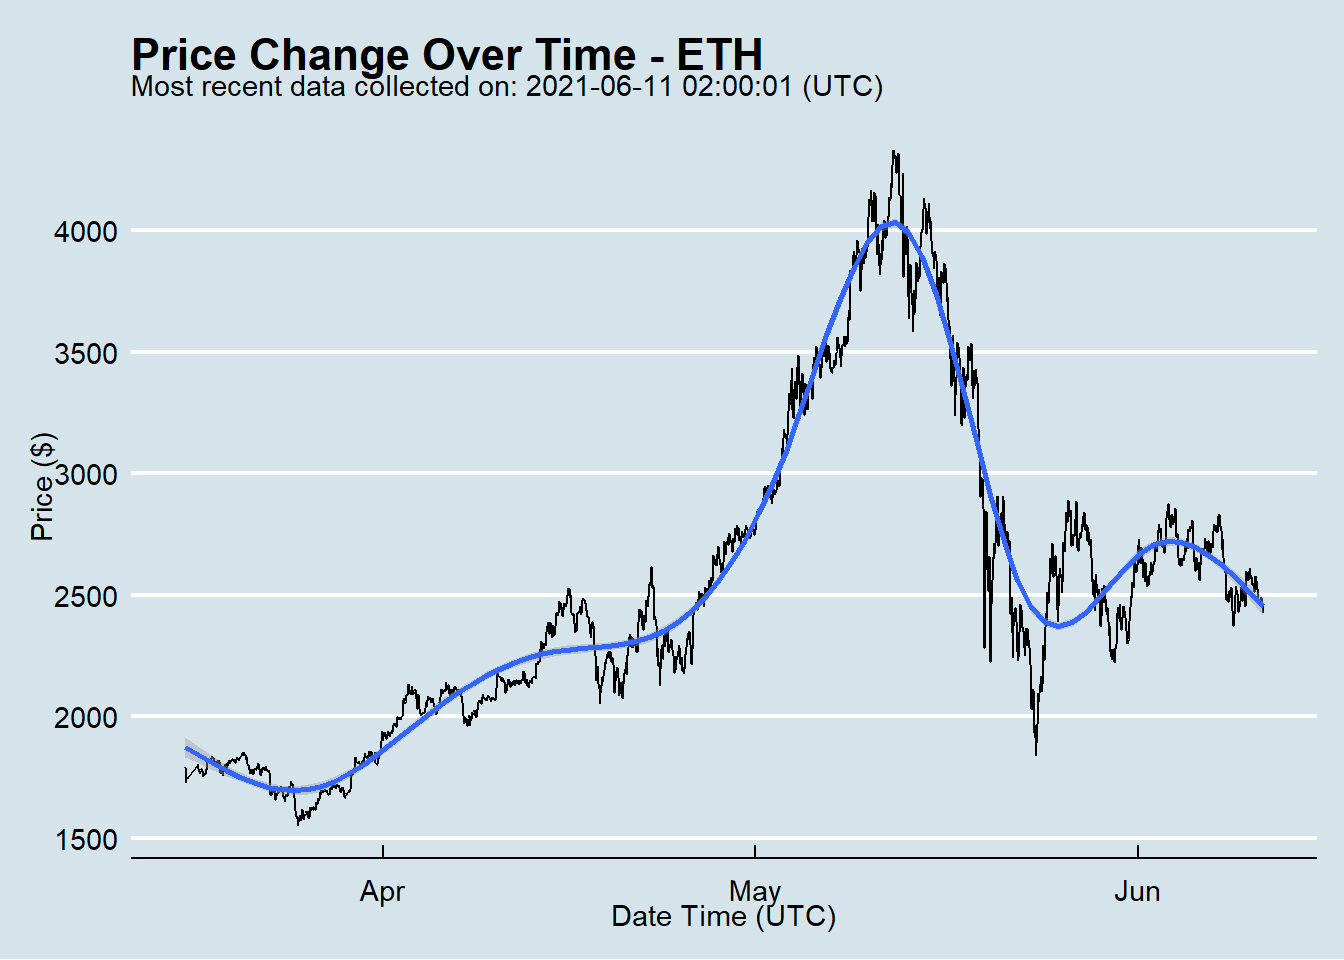 Price Change Over Time - ETH
Most recent data collected on: 2021-06-11 02:00:01 (UTC)
4000
3500
3000
2500
2000
1500
Price ($)
Apr
May
Jun
Date Time (UTC)